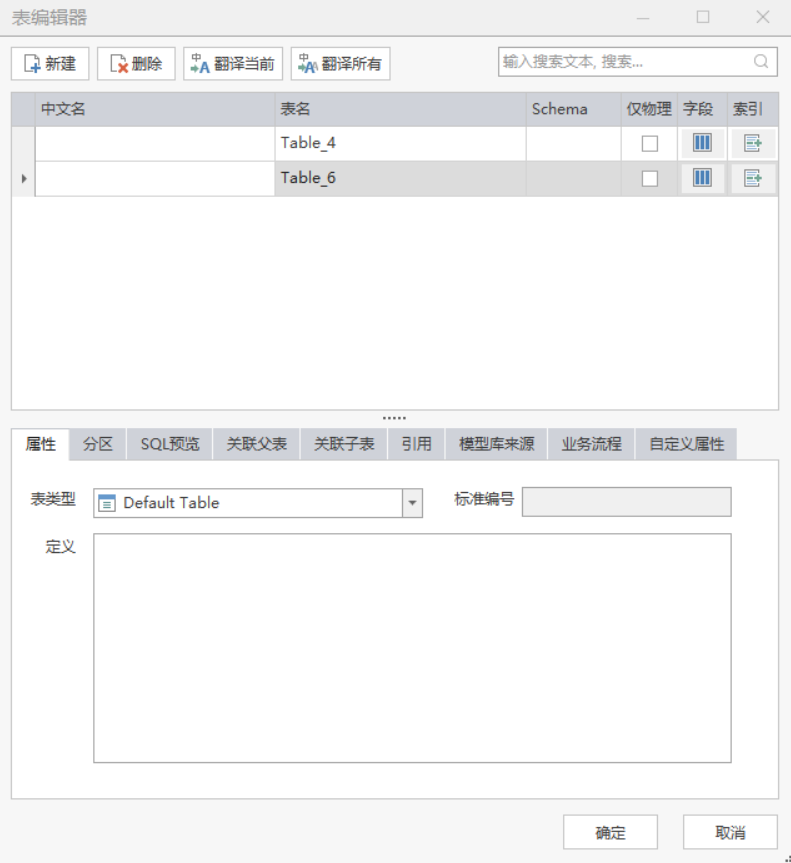 表编辑器
新建 删除 中A 翻译当前 中A 翻译所有 输入搜索文本, 搜索...
中文名 表名 Schema 仅物理 字段 索引
Table_4
Table_6
属性 分区 SQL预览 关联父表 关联子表 引用 模型库来源 业务流程 自定义属性
表类型 Default Table 标准编号
定义
确定 取消